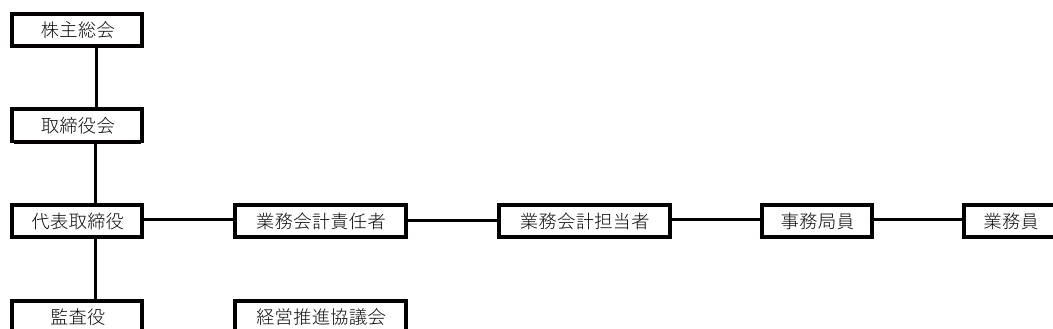 株主総会
取締役会
代表取締役
業務会計責任者
業務会計担当者
事務局員
業務員
監査役
経営推進協議会